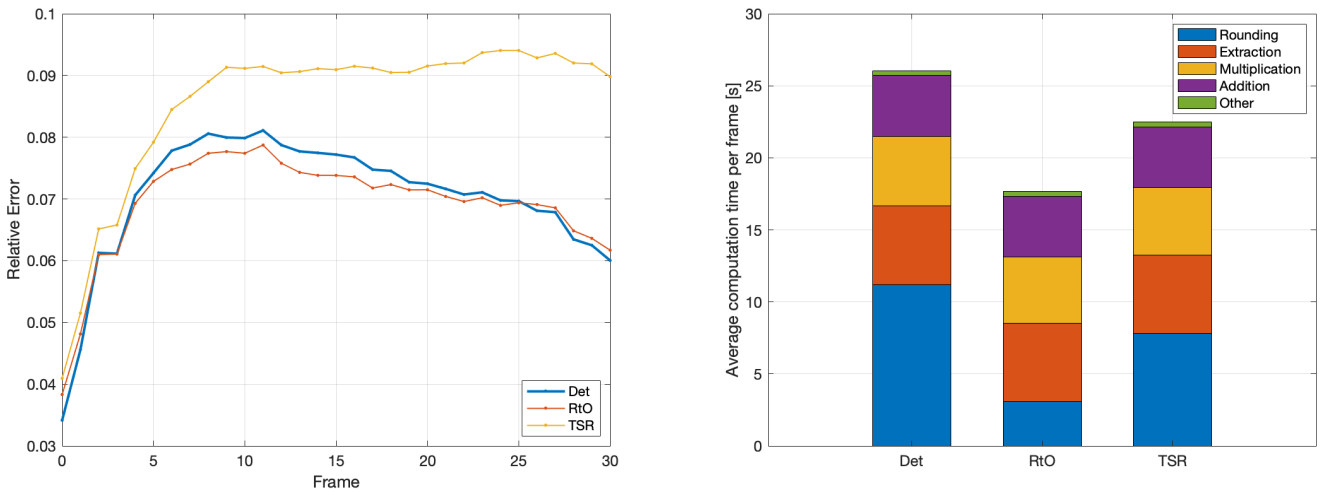 0.1
0.09
0.08
0.07
0.06
0.05
0.04
0.03
Relative Error
0
5
10
15
20
25
30
Frame
Det
RtO
TSR
30
25
20
15
10
5
0
Average computation time per frame [s]
Rounding
Extraction
Multiplication
Addition
Other
Det
RtO
TSR